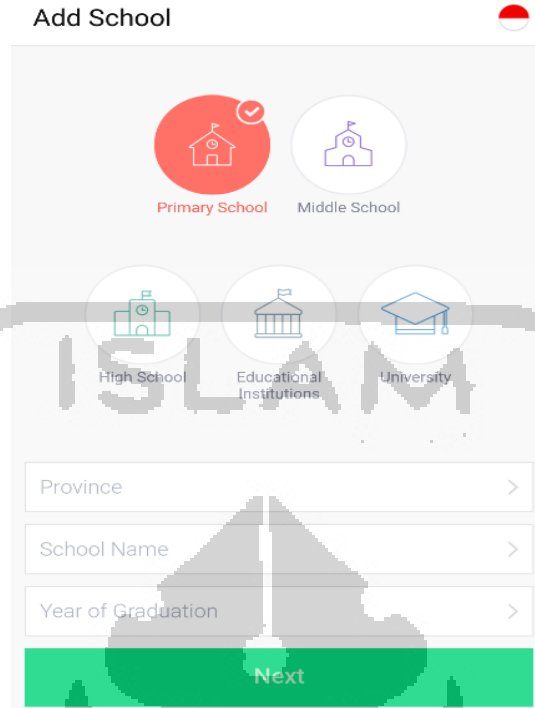 Add School
Primary School
Middle School
High School
Educational
Institutions
University
ISLAM
Province
School Name
Year of Graduation
Next